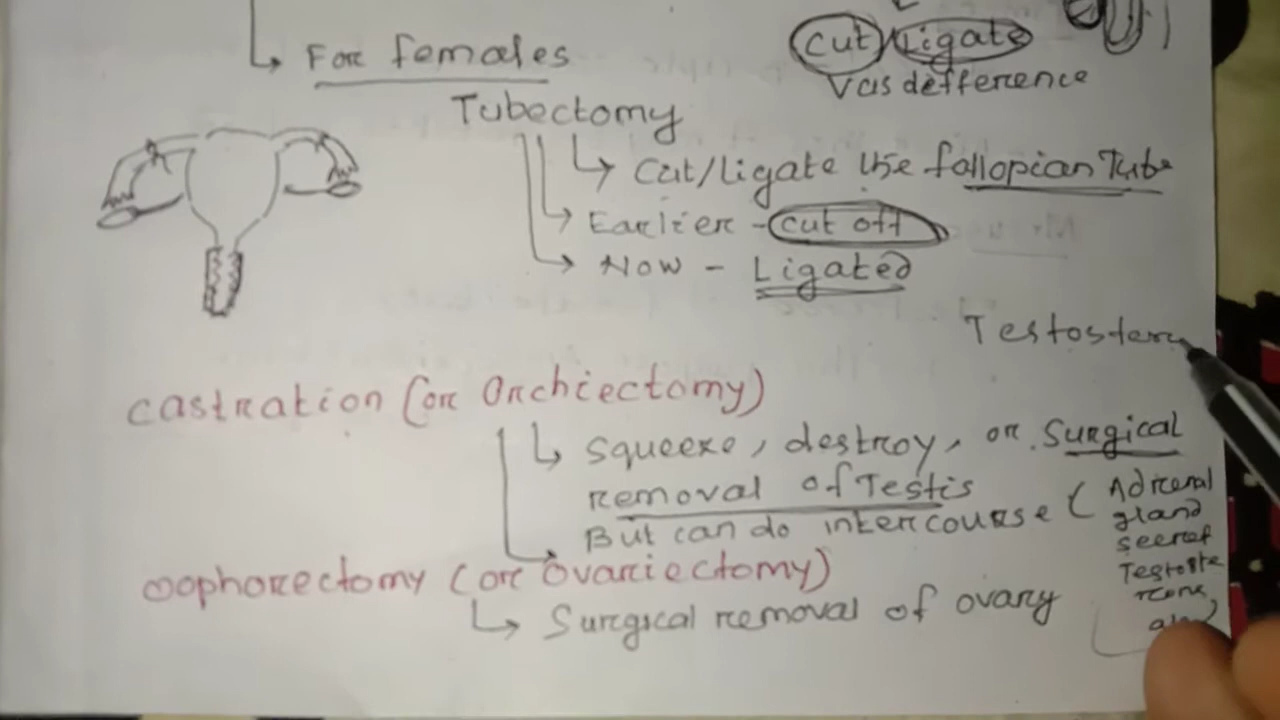 For females
Cut/Ligate
Vas defference
Tubectomy
Cut/Ligate the fallopian Tube
Earlier - cut off
Now - Ligated
Testostero
castration (or Orchiectomy)
squeeze, destroy, or surgical
removal of Testis
But can do intercourse (Adrenal
gland
secret
Testoste
rone
also)
oophorectomy (or Ovariectomy)
Surgical removal of ovary